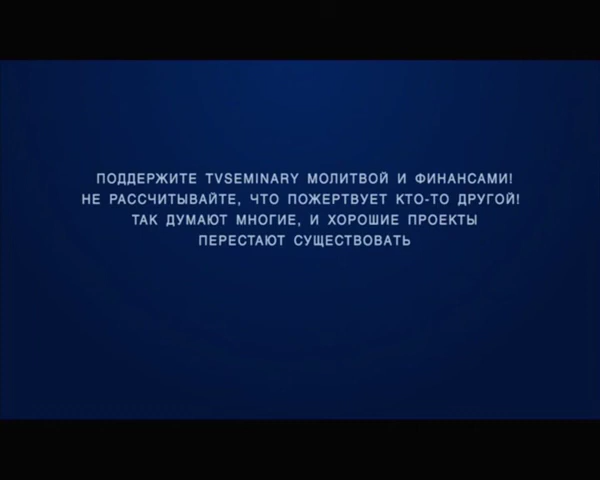 ПОДДЕРЖИТЕ TVSEMINARY МОЛИТВОЙ И ФИНАНСАМИ!
НЕ РАССЧИТЫВАЙТЕ, ЧТО ПОЖЕРТВУЕТ КТО-ТО ДРУГОЙ!
ТАК ДУМАЮТ МНОГИЕ, И ХОРОШИЕ ПРОЕКТЫ
ПЕРЕСТАЮТ СУЩЕСТВОВАТЬ